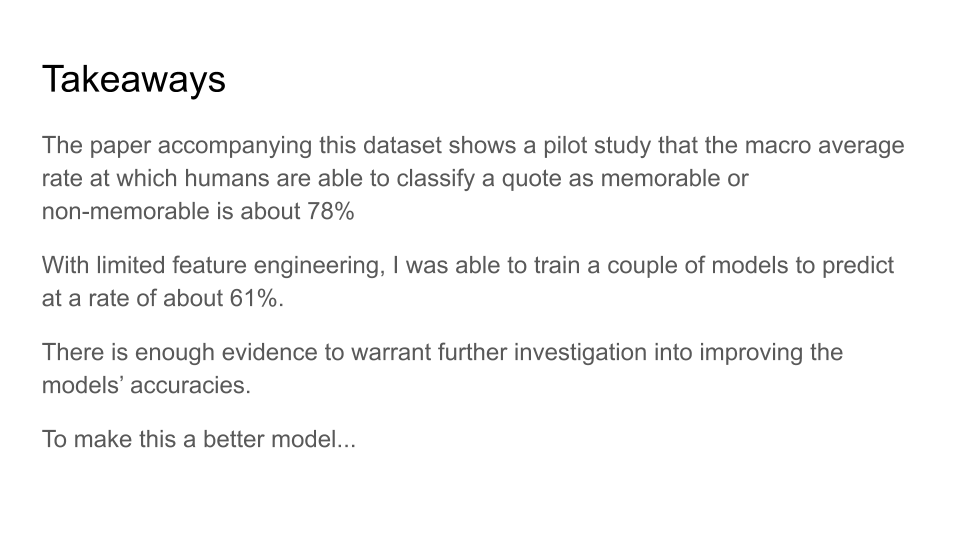 Takeaways
The paper accompanying this dataset shows a pilot study that the macro average
rate at which humans are able to classify a quote as memorable or
non-memorable is about 78%
With limited feature engineering, I was able to train a couple of models to predict
at a rate of about 61%.
There is enough evidence to warrant further investigation into improving the
models’ accuracies.
To make this a better model...